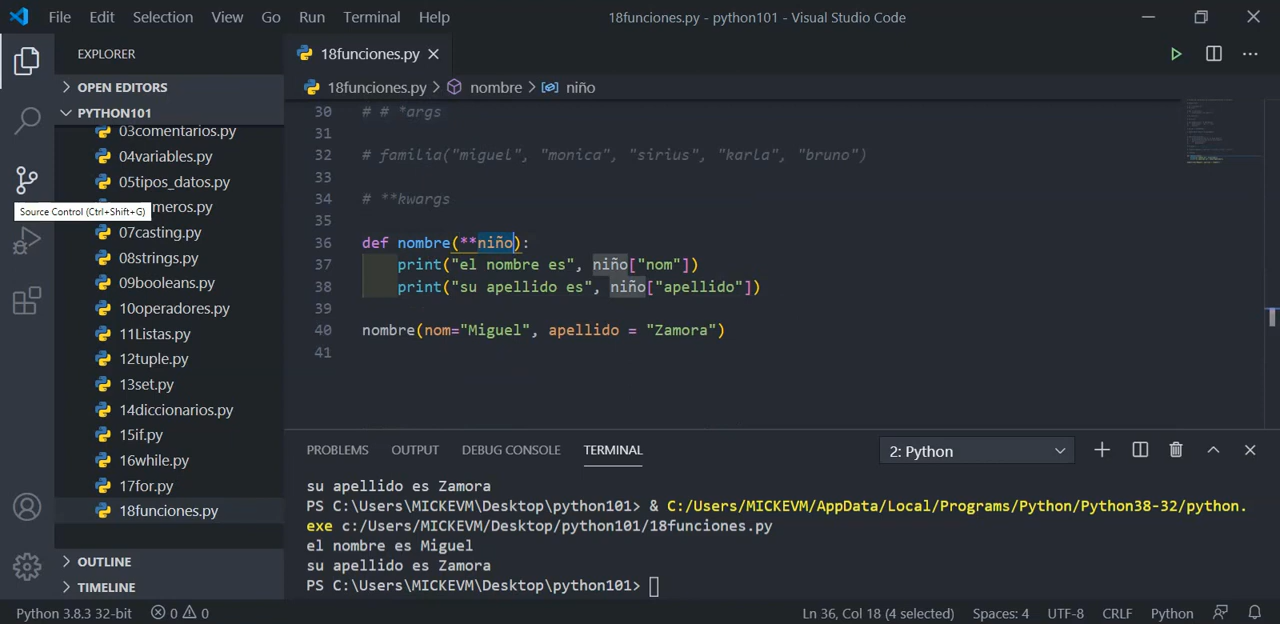 File Edit Selection View Go Run Terminal Help 18funciones.py - python101 - Visual Studio Code
EXPLORER
OPEN EDITORS
PYTHON101
03comentarios.py
04variables.py
05tipos_datos.py
meros.py
Source Control (Ctrl+Shift+G)
07casting.py
08strings.py
09booleans.py
10operadores.py
11Listas.py
12tuple.py
13set.py
14diccionarios.py
15if.py
16while.py
17for.py
18funciones.py
OUTLINE
TIMELINE
18funciones.py
18funciones.py > nombre > niño
30 # # *args
31
32 # familia("miguel", "monica", "sirius", "karla", "bruno")
33
34 # **kwargs
35
36 def nombre(**niño):
37 print("el nombre es", niño["nom"])
38 print("su apellido es", niño["apellido"])
39
40 nombre(nom="Miguel", apellido = "Zamora")
41
PROBLEMS OUTPUT DEBUG CONSOLE TERMINAL 2: Python
su apellido es Zamora
PS C:\Users\MICKEVM\Desktop\python101> & C:/Users/MICKEVM/AppData/Local/Programs/Python/Python38-32/python.
exe c:/Users/MICKEVM/Desktop/python101/18funciones.py
el nombre es Miguel
su apellido es Zamora
PS C:\Users\MICKEVM\Desktop\python101>
Python 3.8.3 32-bit 0 0 Ln 36, Col 18 (4 selected) Spaces: 4 UTF-8 CRLF Python